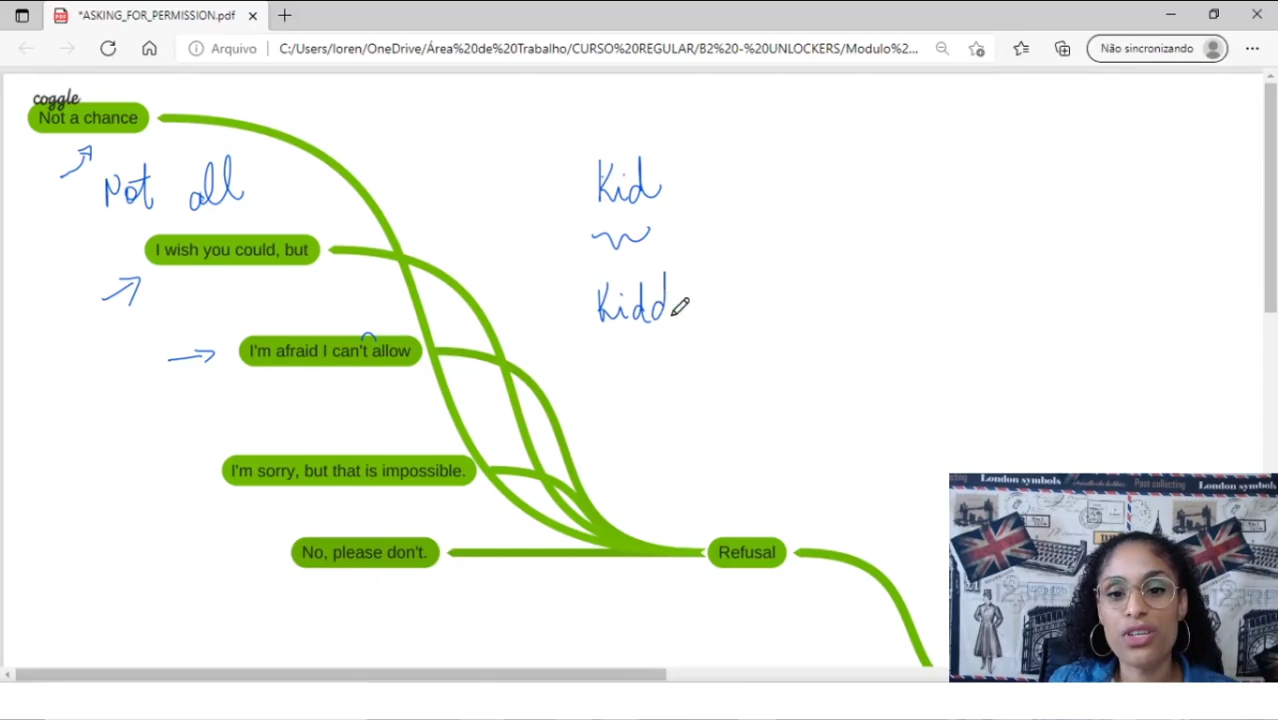 *ASKING_FOR_PERMISSION.pdf
Arquivo C:/Users/loren/OneDrive/Área%20de%20Trabalho/CURSO%20REGULAR/B2%20-%20UNLOCKERS/Modulo%2... Não sincronizando
coggle
Not a chance
Not all
Kid
I wish you could, but
Kidd
I'm afraid I can't allow
I'm sorry, but that is impossible.
No, please don't.
Refusal
London symbols
Post collecting
London symbols